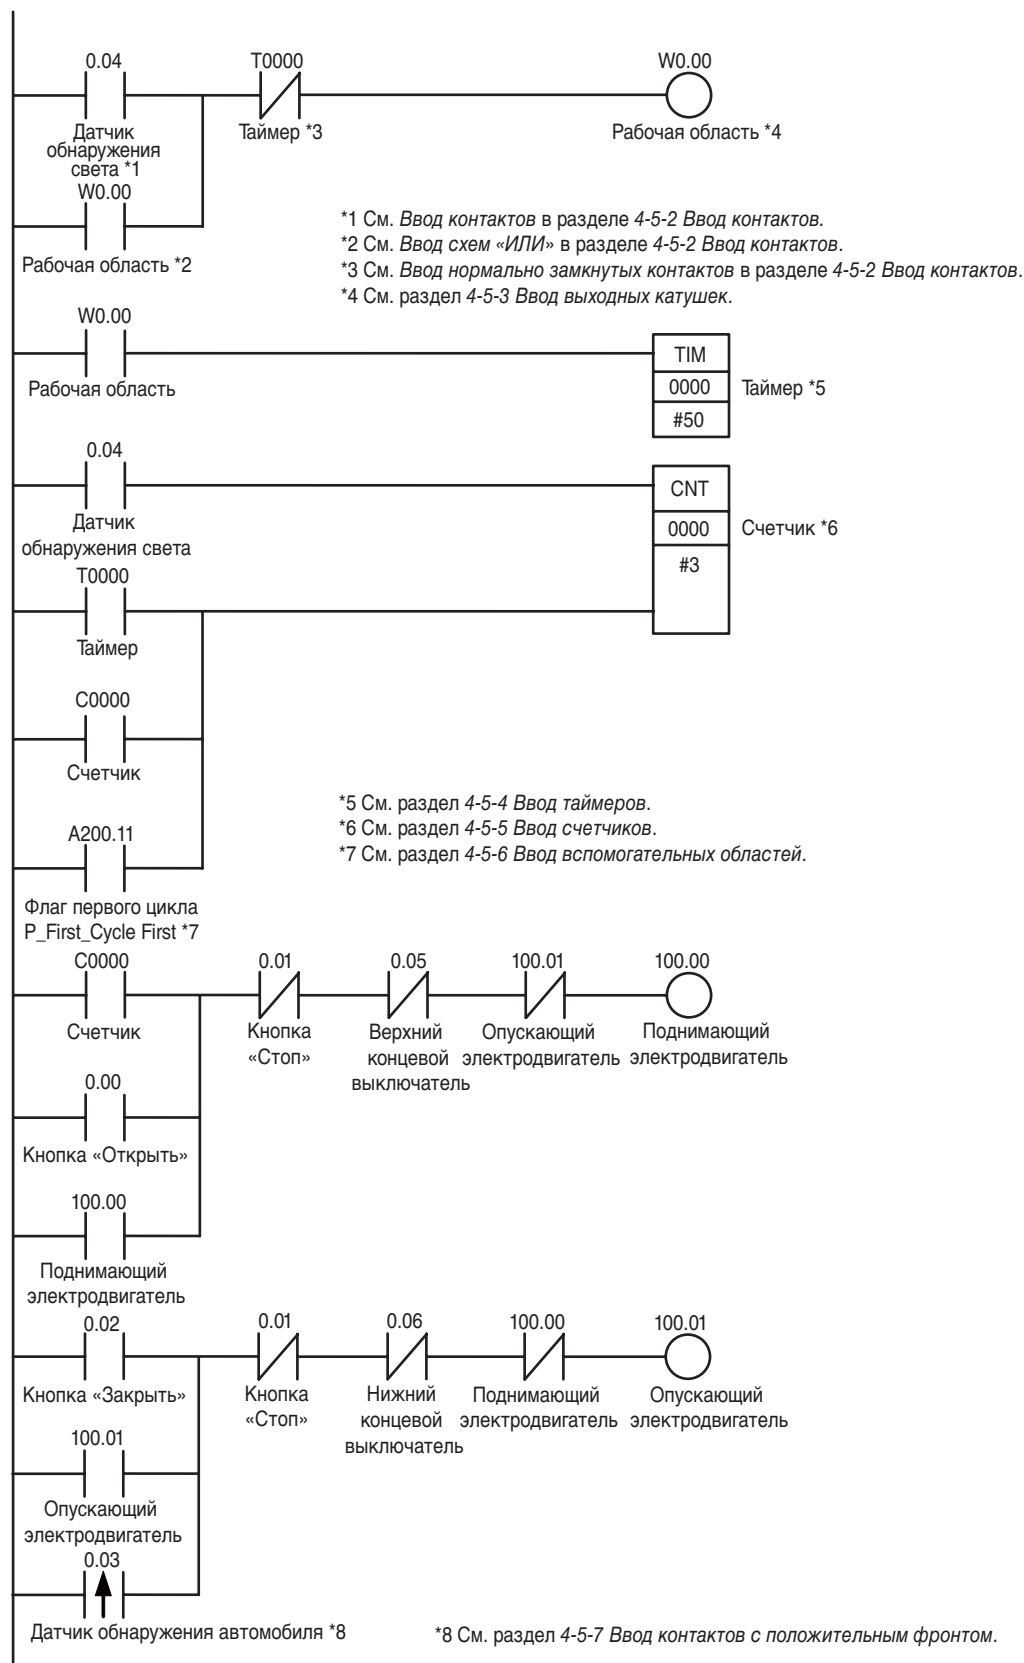 0.04 T0000 W0.00
Датчик обнаружения света *1
Таймер *3
Рабочая область *4
W0.00
Рабочая область *2
*1 См. Ввод контактов в разделе 4-5-2 Ввод контактов.
*2 См. Ввод схем «ИЛИ» в разделе 4-5-2 Ввод контактов.
*3 См. Ввод нормально замкнутых контактов в разделе 4-5-2 Ввод контактов.
*4 См. раздел 4-5-3 Ввод выходных катушек.
W0.00
Рабочая область
TIM
0000
#50
Таймер *5
0.04
Датчик
обнаружения света
CNT
0000
#3
Счетчик *6
T0000
Таймер
C0000
Счетчик
A200.11
Флаг первого цикла
P_First_Cycle First *7
*5 См. раздел 4-5-4 Ввод таймеров.
*6 См. раздел 4-5-5 Ввод счетчиков.
*7 См. раздел 4-5-6 Ввод вспомогательных областей.
C0000 0.01 0.05 100.01 100.00
Счетчик
Кнопка
«Стоп»
Верхний
концевой
выключатель
Опускающий
электродвигатель
Поднимающий
электродвигатель
0.00
Кнопка «Открыть»
100.00
Поднимающий
электродвигатель
0.02 0.01 0.06 100.00 100.01
Кнопка «Закрыть»
Кнопка
«Стоп»
Нижний
концевой
выключатель
Поднимающий
электродвигатель
Опускающий
электродвигатель
100.01
Опускающий
электродвигатель
0.03
Датчик обнаружения автомобиля *8
*8 См. раздел 4-5-7 Ввод контактов с положительным фронтом.